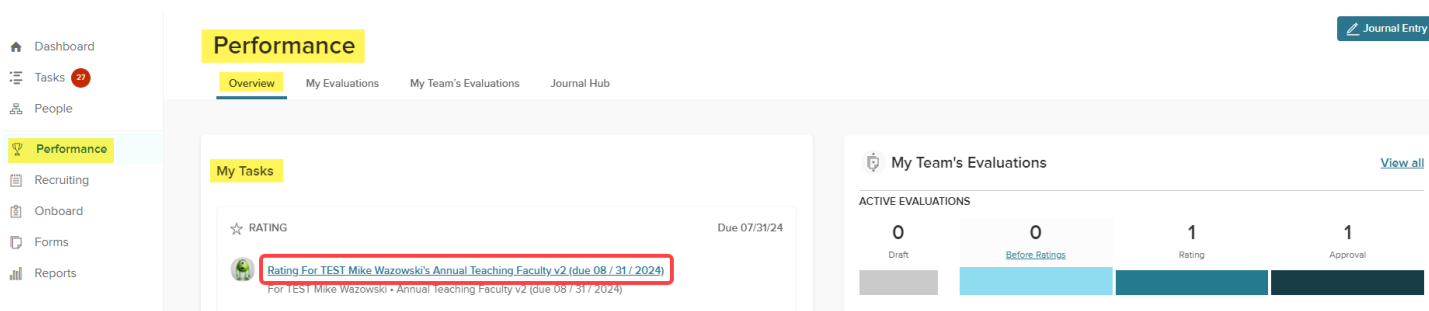 Dashboard
Tasks 27
People
Performance
Recruiting
Onboard
Forms
Reports
Performance
Journal Entry
Overview My Evaluations My Team's Evaluations Journal Hub
My Tasks
RATING Due 07/31/24
Rating For TEST Mike Wazowski's Annual Teaching Faculty v2 (due 08 / 31 / 2024)
For TEST Mike Wazowski • Annual Teaching Faculty v2 (due 08 / 31 / 2024)
My Team's Evaluations View all
ACTIVE EVALUATIONS
0 0 1 1
Draft Before Ratings Rating Approval